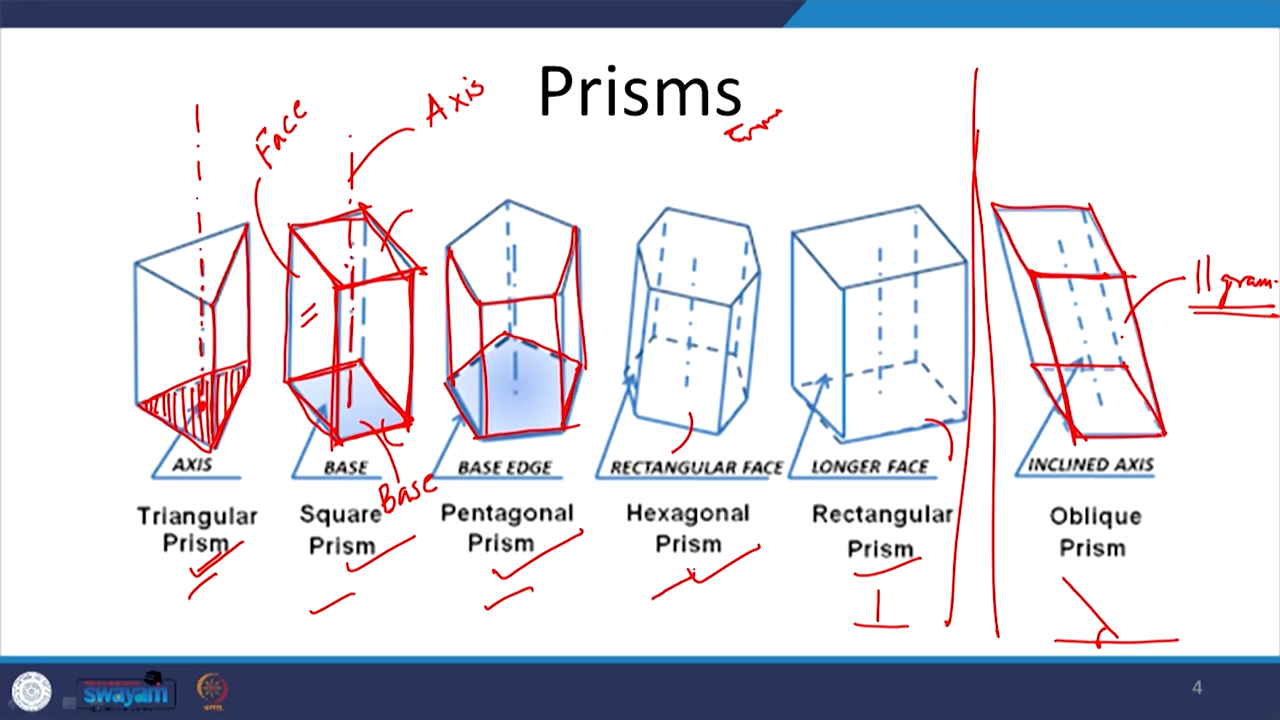 Prisms
Face
Axis
|| gram.
AXIS
BASE
BASE EDGE
RECTANGULAR FACE
LONGER FACE
INCLINED AXIS
Base
Triangular
Prism
Square
Prism
Pentagonal
Prism
Hexagonal
Prism
Rectangular
Prism
Oblique
Prism
swayam
4